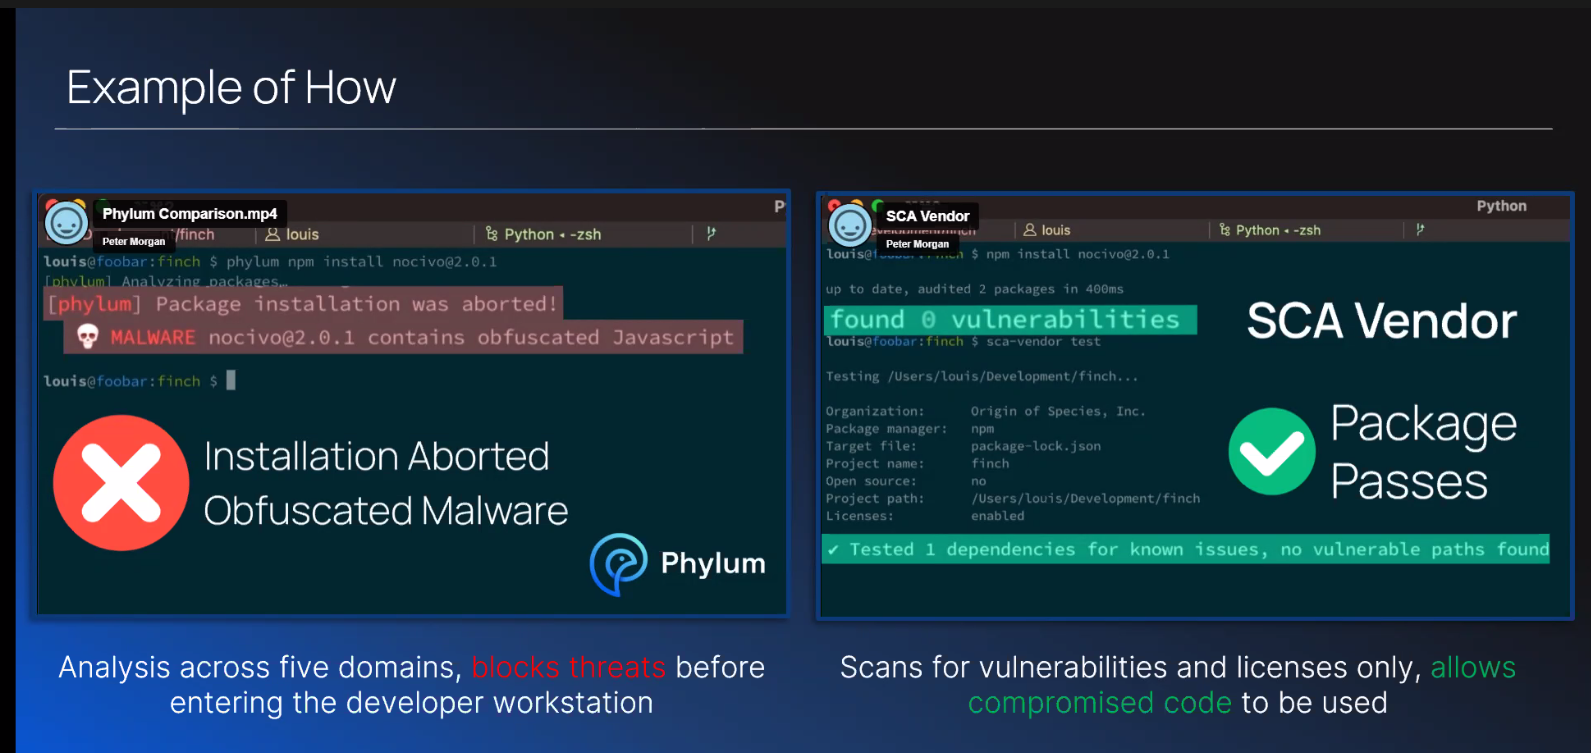 Example of How
Phylum Comparison.mp4
Peter Morgan
/finch
louis
Python ◂ -zsh
P
louis@foobar:finch $ phylum npm install nocivo@2.0.1
[phylum] Analyzing packages…
[phylum] Package installation was aborted!
MALWARE nocivo@2.0.1 contains obfuscated Javascript
louis@foobar:finch $
Installation Aborted
Obfuscated Malware
Phylum
Analysis across five domains, blocks threats before
entering the developer workstation
SCA Vendor
Peter Morgan
Python
louis
Python ◂ -zsh
$ npm install nocivo@2.0.1
up to date, audited 2 packages in 400ms
found 0 vulnerabilities
louis@foobar:finch $ sca-vendor test
Testing /Users/louis/Development/finch...
Organization: Origin of Species, Inc.
Package manager: npm
Target file: package-lock.json
Project name: finch
Open source: no
Project path: /Users/louis/Development/finch
Licenses: enabled
✔ Tested 1 dependencies for known issues, no vulnerable paths found
SCA Vendor
Package
Passes
Scans for vulnerabilities and licenses only, allows
compromised code to be used